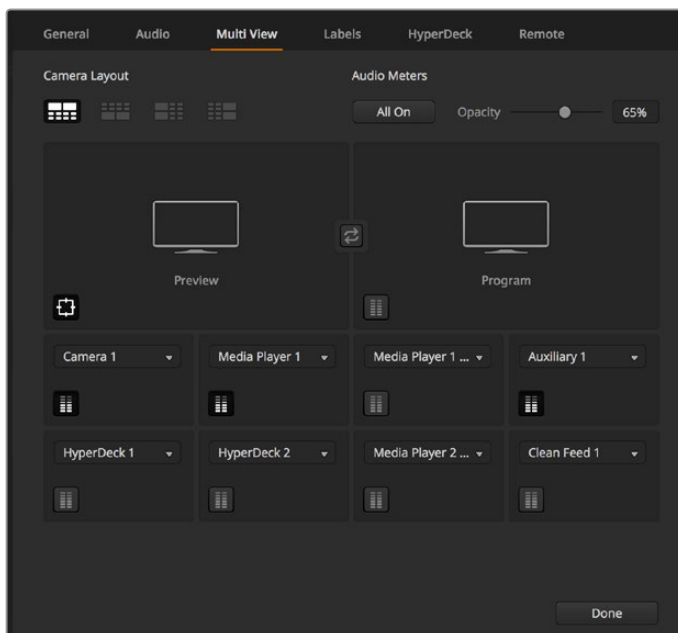 General Audio Multi View Labels HyperDeck Remote
Camera Layout Audio Meters
All On Opacity 65%
Preview Program
Camera 1 Media Player 1 Media Player 1 ... Auxiliary 1
HyperDeck 1 HyperDeck 2 Media Player 2 ... Clean Feed 1
Done